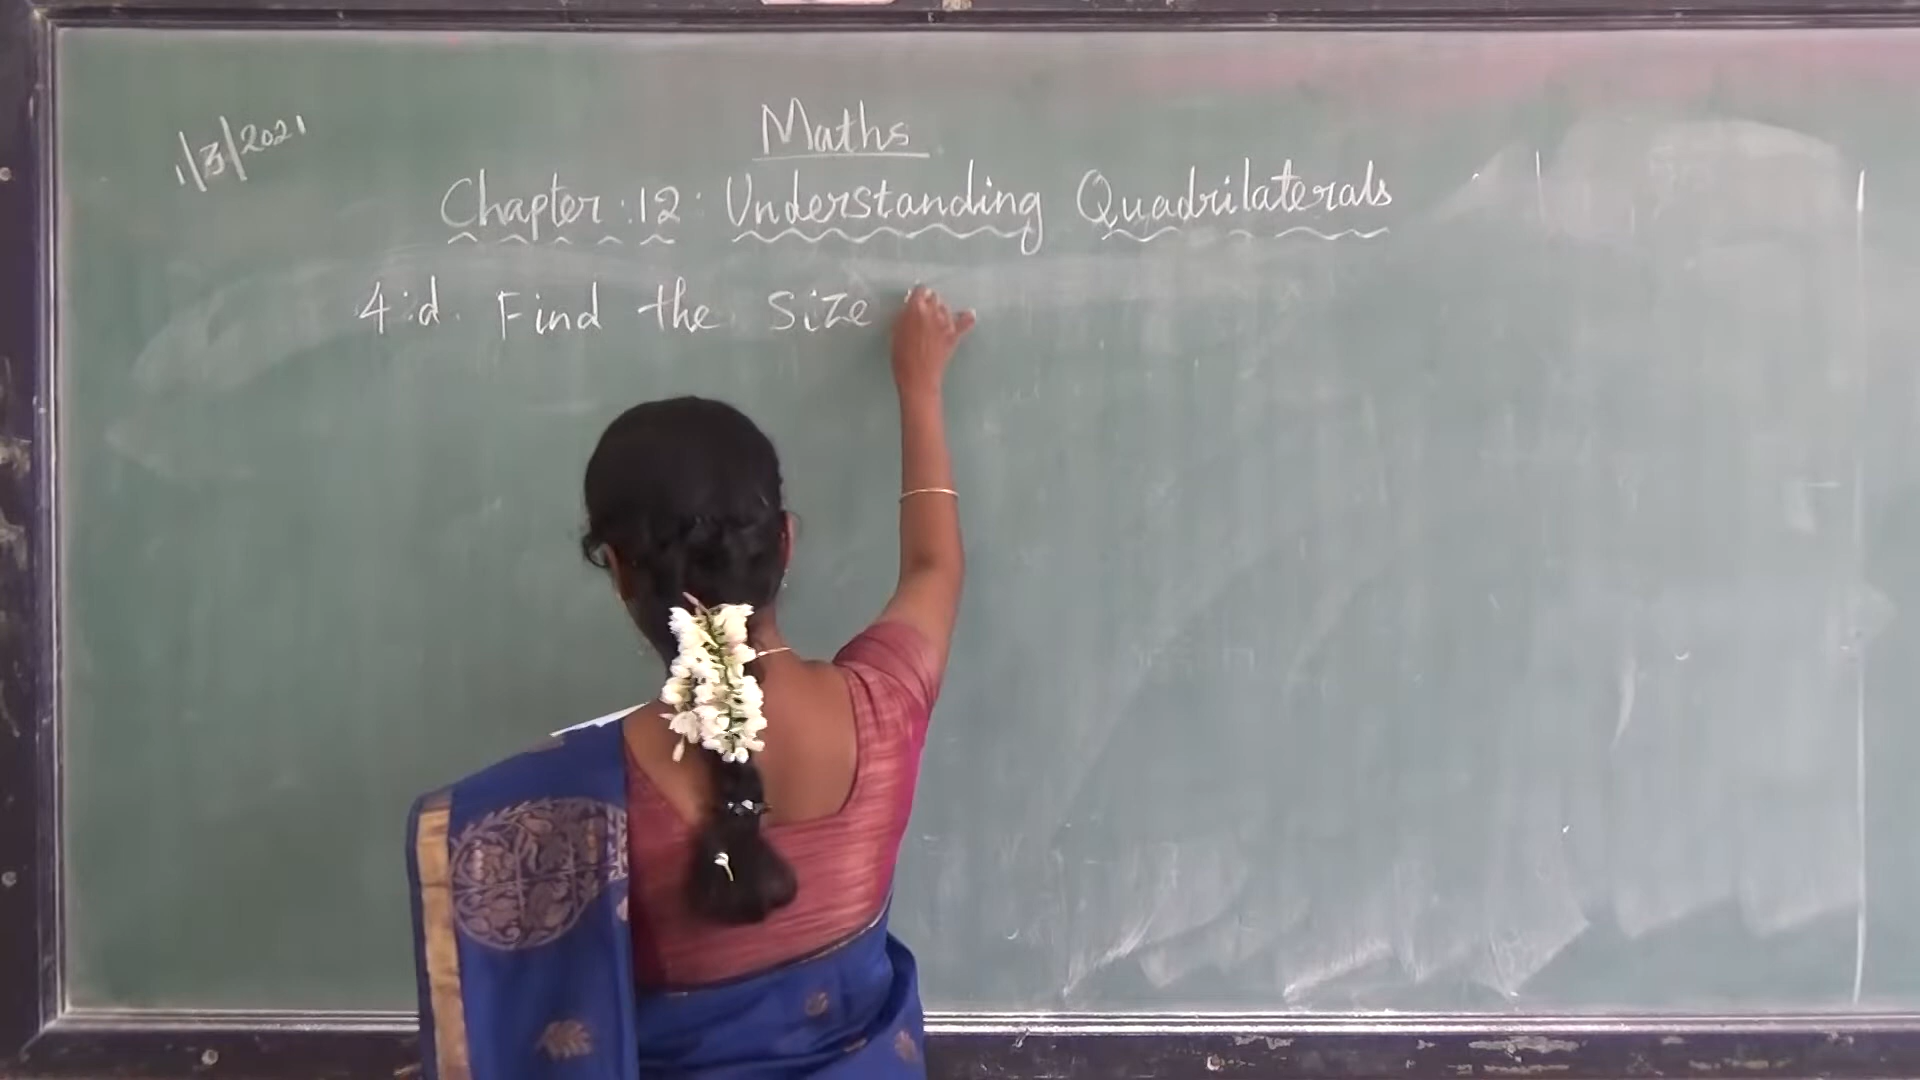 1/3/2021
Maths
Chapter : 12 : Understanding Quadrilaterals
4 : d. Find the Size